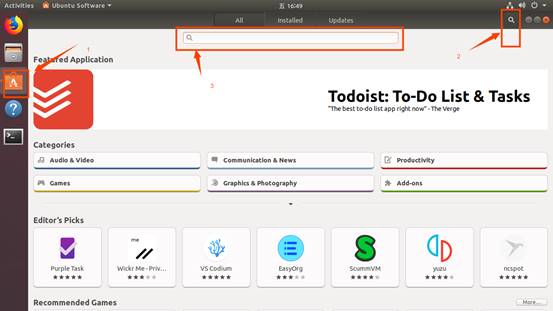 Activities Ubuntu Software ▾ 五 16:49
All Installed Updates
1
2
3
Featured Application
Todoist: To-Do List & Tasks
"The best to-do list app right now" - The Verge
Categories
Audio & Video Communication & News Productivity
Games Graphics & Photography Add-ons
Editor's Picks
me
Purple Task Wickr Me - Priv... VS Codium EasyOrg ScummVM yuzu ncspot
Recommended Games More...